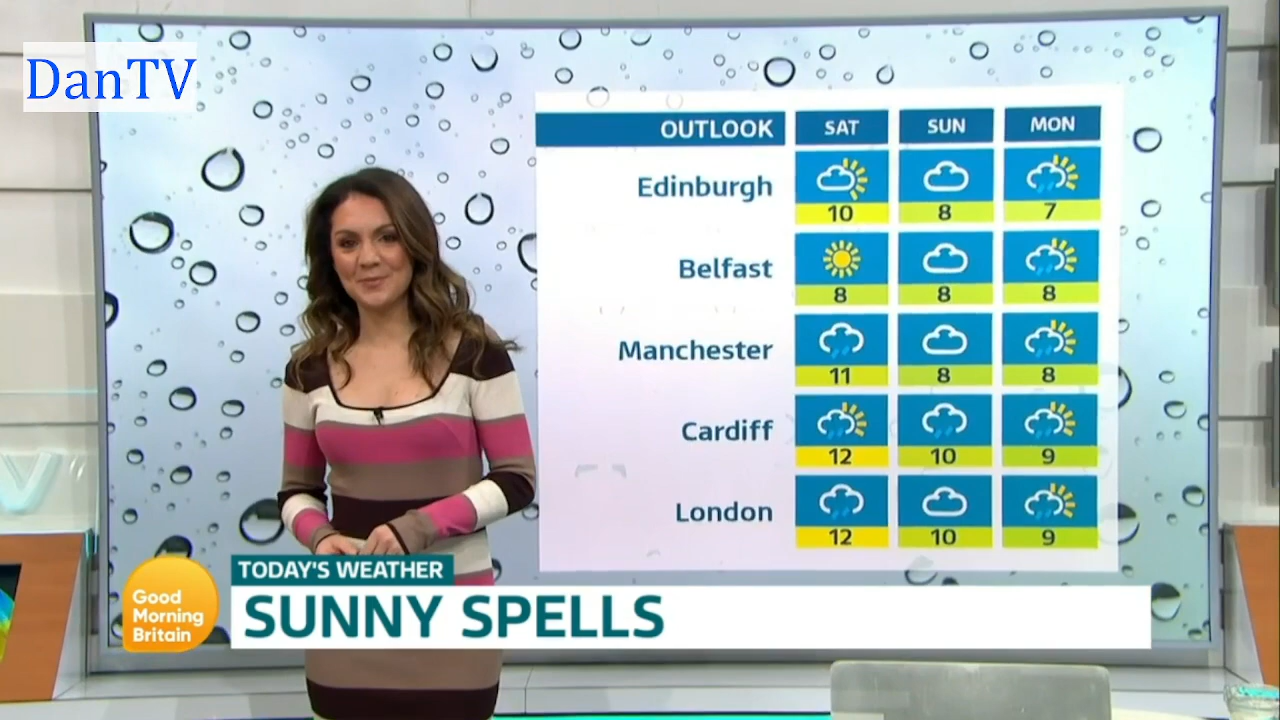 DanTV
OUTLOOK SAT SUN MON
Edinburgh 10 8 7
Belfast 8 8 8
Manchester 11 8 8
Cardiff 12 10 9
London 12 10 9
TODAY'S WEATHER
SUNNY SPELLS
Good
Morning
Britain
V